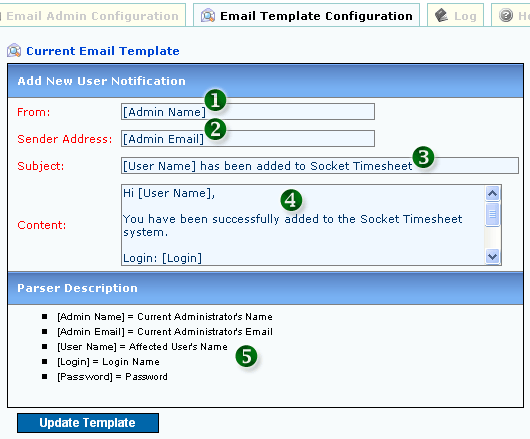 Email Admin Configuration
Email Template Configuration
Log
Current Email Template
Add New User Notification
From:
[Admin Name]
1
Sender Address:
[Admin Email]
2
Subject:
[User Name] has been added to Socket Timesheet
3
Content:
Hi [User Name],
4
You have been successfully added to the Socket Timesheet
system.
Login: [Login]
Parser Description
[Admin Name] = Current Administrator's Name
[Admin Email] = Current Administrator's Email
[User Name] = Affected User's Name
[Login] = Login Name
[Password] = Password
5
Update Template